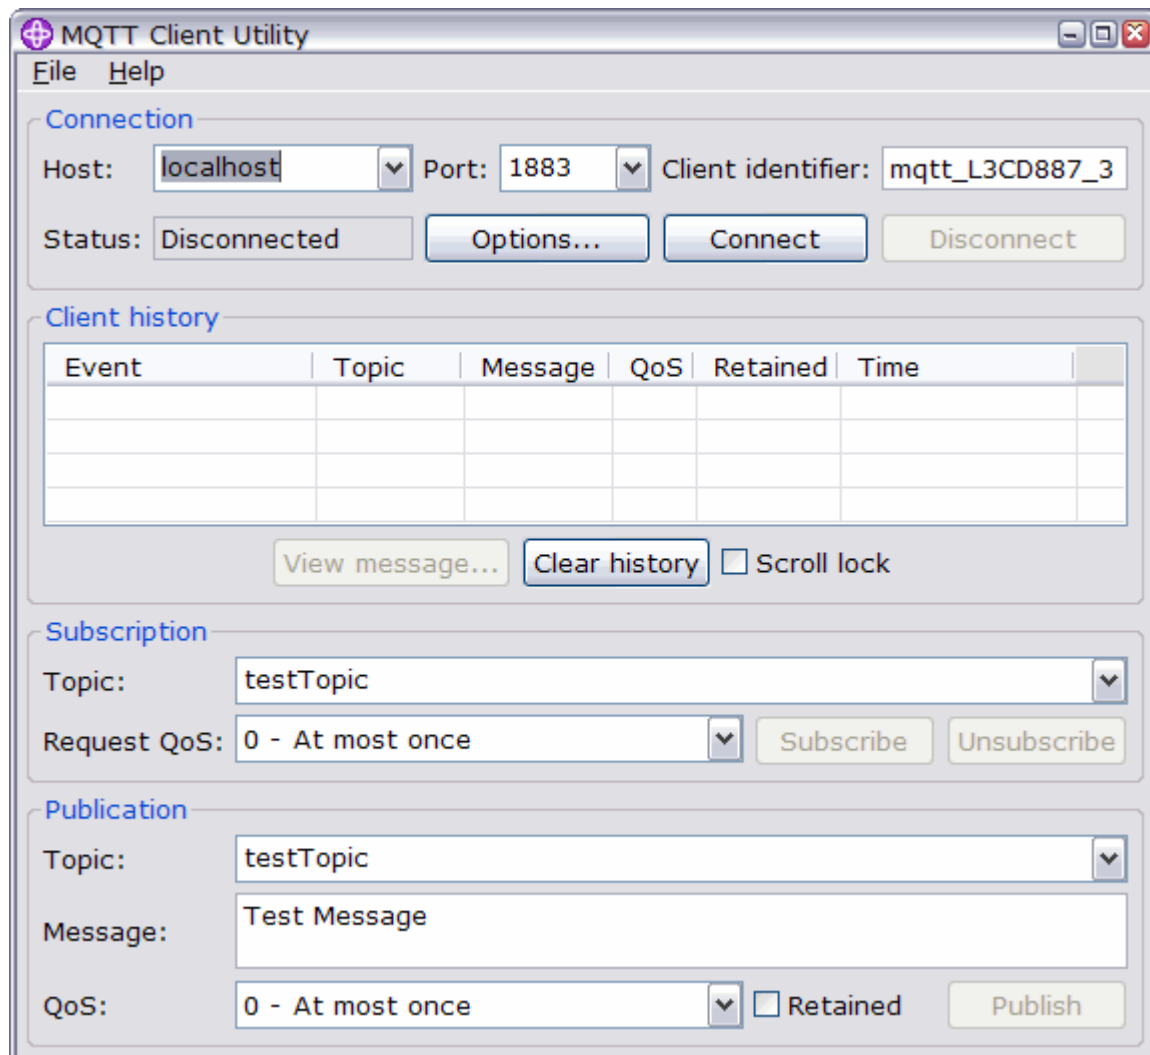 MQTT Client Utility
File Help
Connection
Host: localhost Port: 1883 Client identifier: mqtt_L3CD887_3
Status: Disconnected Options... Connect Disconnect
Client history
Event Topic Message QoS Retained Time
View message... Clear history Scroll lock
Subscription
Topic: testTopic
Request QoS: 0 - At most once Subscribe Unsubscribe
Publication
Topic: testTopic
Message: Test Message
QoS: 0 - At most once Retained Publish